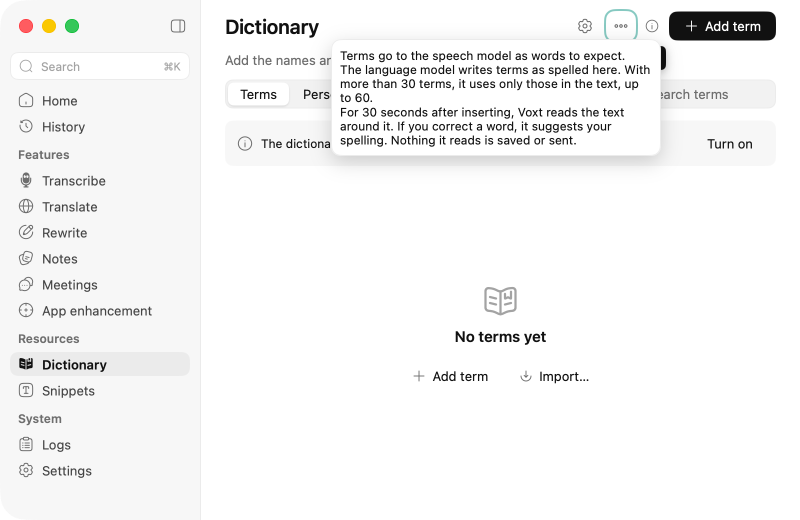 Search
⌘K
Home
History
Features
Transcribe
Translate
Rewrite
Notes
Meetings
App enhancement
Resources
Dictionary
Snippets
System
Logs
Settings
Dictionary
Add term
Add the names
Terms go to the speech model as words to expect.
The language model writes terms as spelled here. With
more than 30 terms, it uses only those in the text, up
to 60.
For 30 seconds after inserting, Voxt reads the text
around it. If you correct a word, it suggests your
spelling. Nothing it reads is saved or sent.
Terms
terms
The
Turn on
No terms yet
Add term
Import...